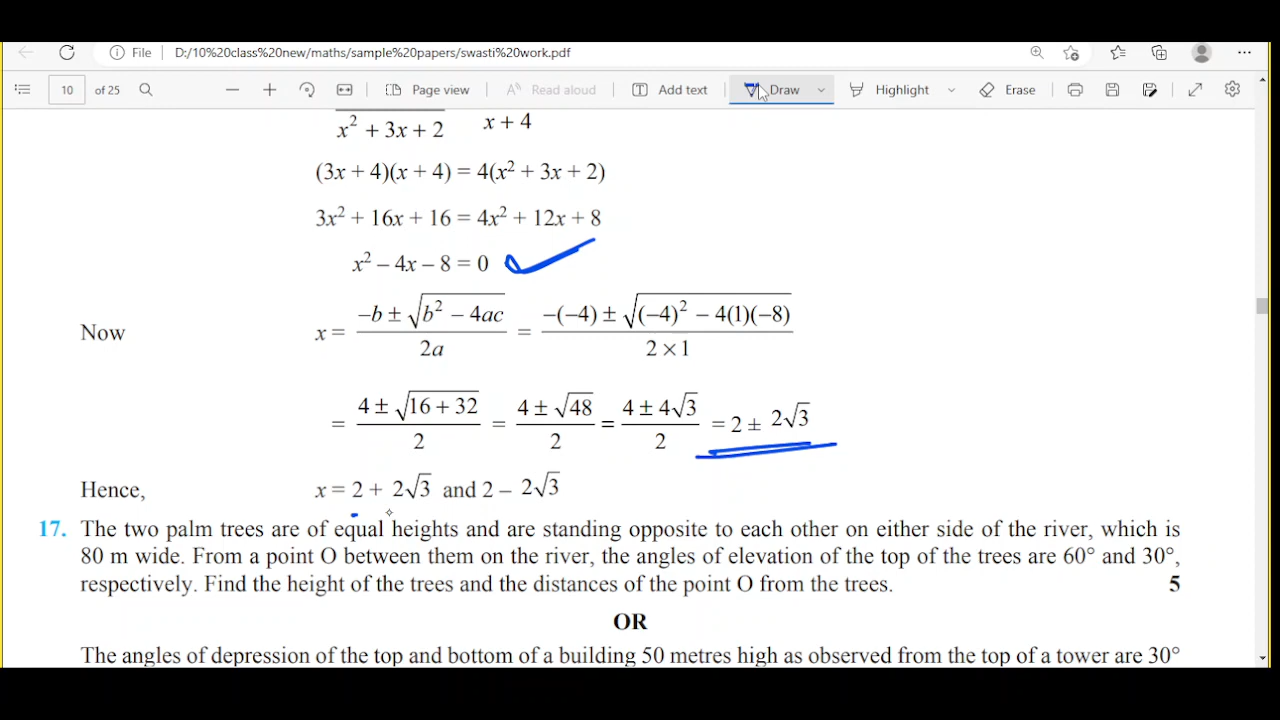 File D:/10%20class%20new/maths/sample%20papers/swasti%20work.pdf
10 of 25 Page view Read aloud Add text Draw Highlight Erase
x² + 3x + 2 x + 4
(3x + 4)(x + 4) = 4(x² + 3x + 2)
3x² + 16x + 16 = 4x² + 12x + 8
x² – 4x – 8 = 0
Now x = (–b ± √(b² – 4ac))/2a = (–(–4) ± √((–4)² – 4(1)(–8)))/(2 × 1)
= (4 ± √(16 + 32))/2 = (4 ± √48)/2 = (4 ± 4√3)/2 = 2 ± 2√3
Hence, x = 2 + 2√3 and 2 – 2√3
17. The two palm trees are of equal heights and are standing opposite to each other on either side of the river, which is
80 m wide. From a point O between them on the river, the angles of elevation of the top of the trees are 60° and 30°,
respectively. Find the height of the trees and the distances of the point O from the trees. 5
OR
The angles of depression of the top and bottom of a building 50 metres high as observed from the top of a tower are 30°